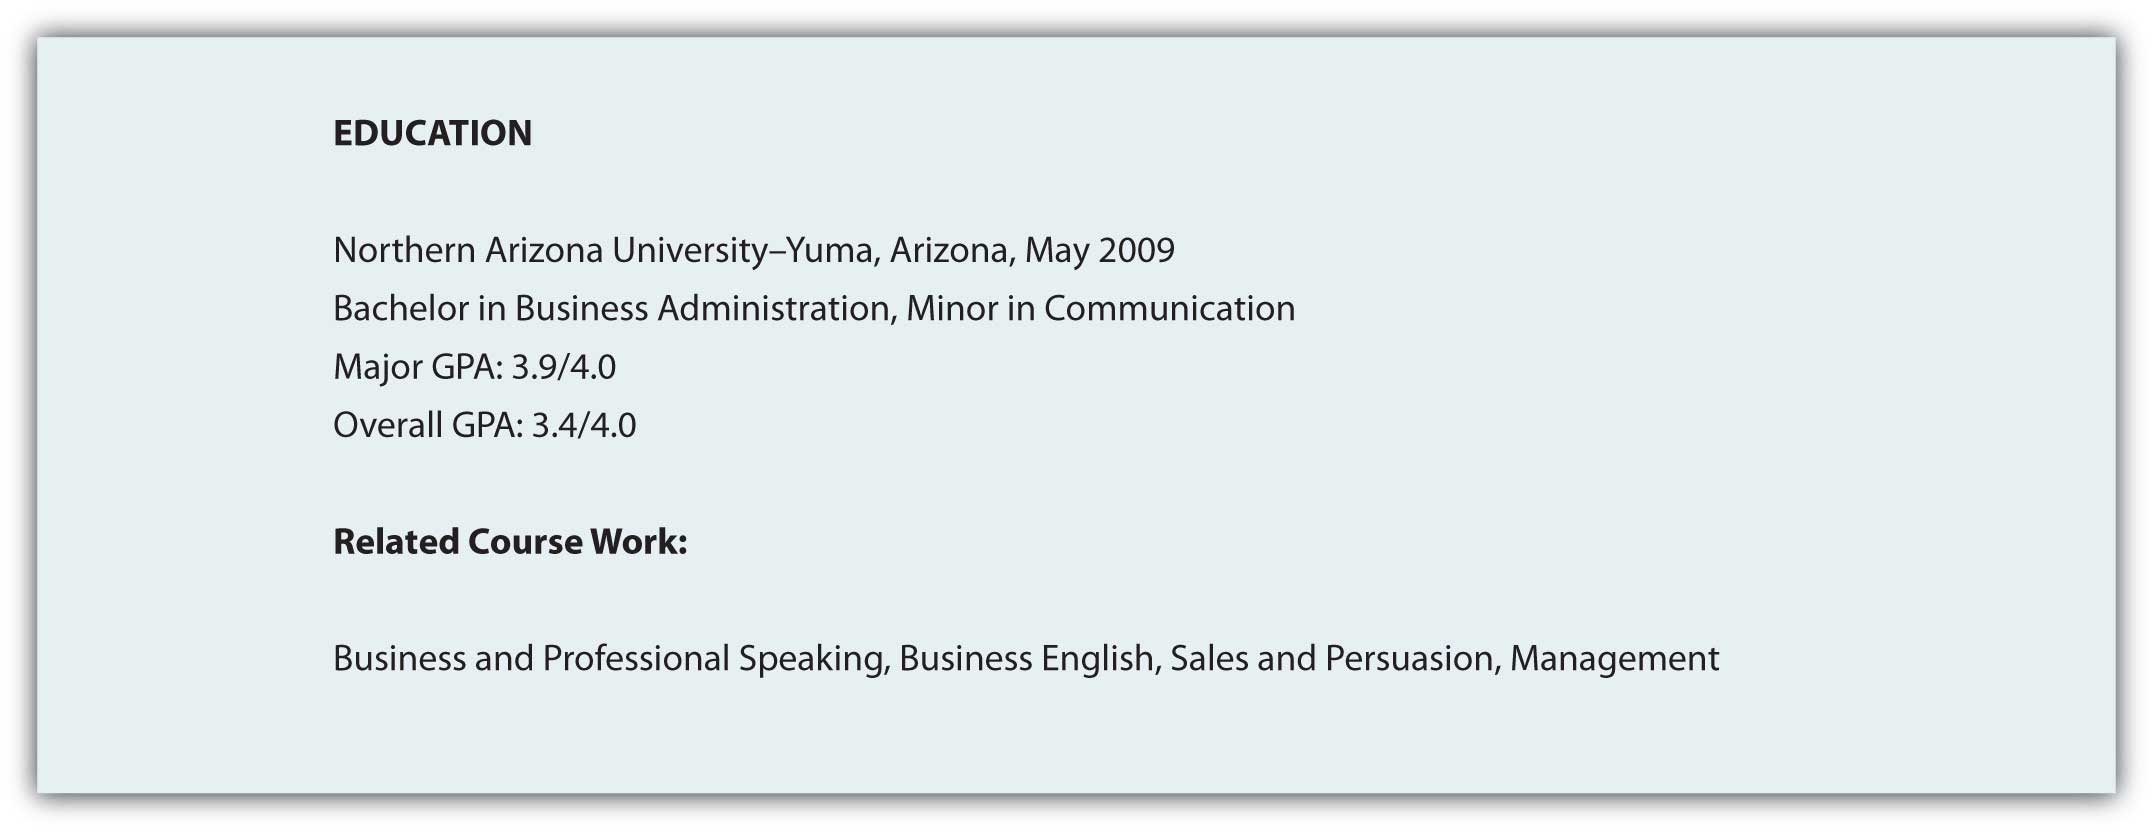 EDUCATION
Northern Arizona University–Yuma, Arizona, May 2009
Bachelor in Business Administration, Minor in Communication
Major GPA: 3.9/4.0
Overall GPA: 3.4/4.0
Related Course Work:
Business and Professional Speaking, Business English, Sales and Persuasion, Management